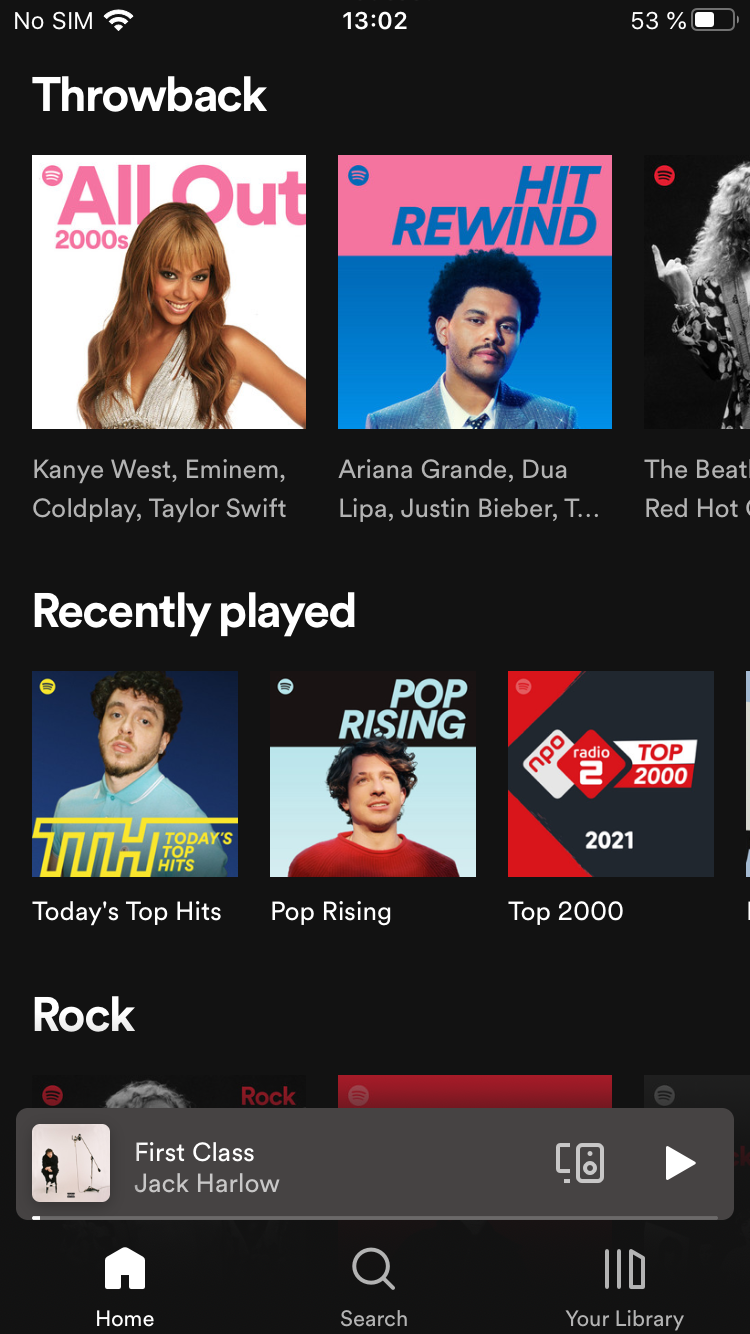 No SIM 13:02 53 %
Throwback
All Out
2000s
HIT
REWIND
Kanye West, Eminem,
Coldplay, Taylor Swift
Ariana Grande, Dua
Lipa, Justin Bieber, T...
The Beatl
Red Hot
Recently played
TTH TODAY'S
TOP
HITS
POP
RISING
npo radio 2 TOP
2000
2021
Today's Top Hits
Pop Rising
Top 2000
Rock
Rock
First Class
Jack Harlow
Home
Search
Your Library